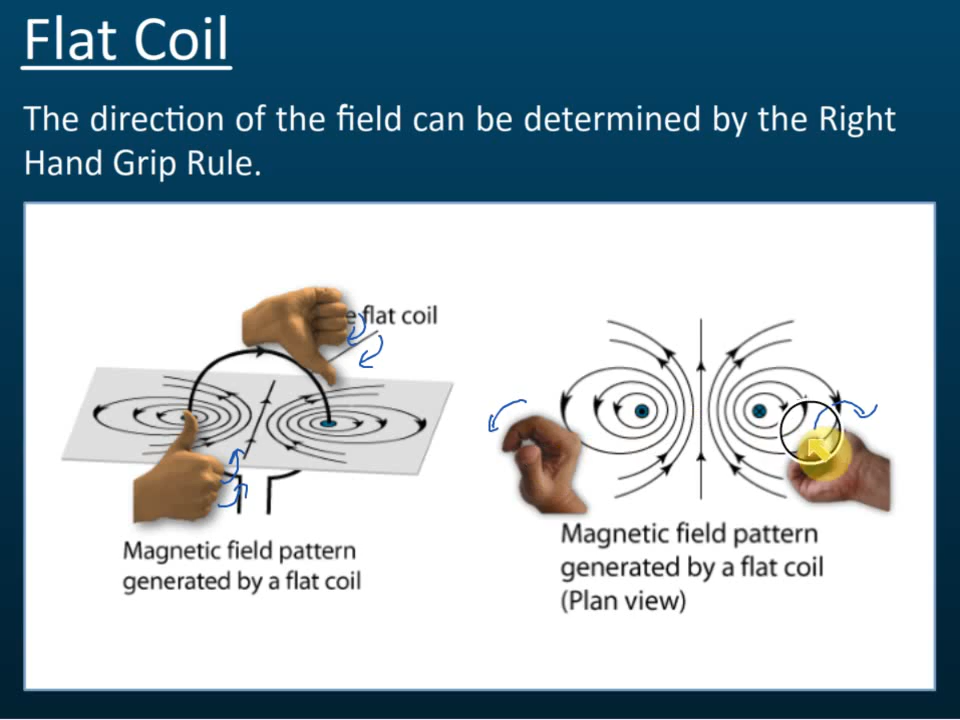 Flat Coil
The direction of the field can be determined by the Right
Hand Grip Rule.
e flat coil
Magnetic field pattern
generated by a flat coil
Magnetic field pattern
generated by a flat coil
(Plan view)